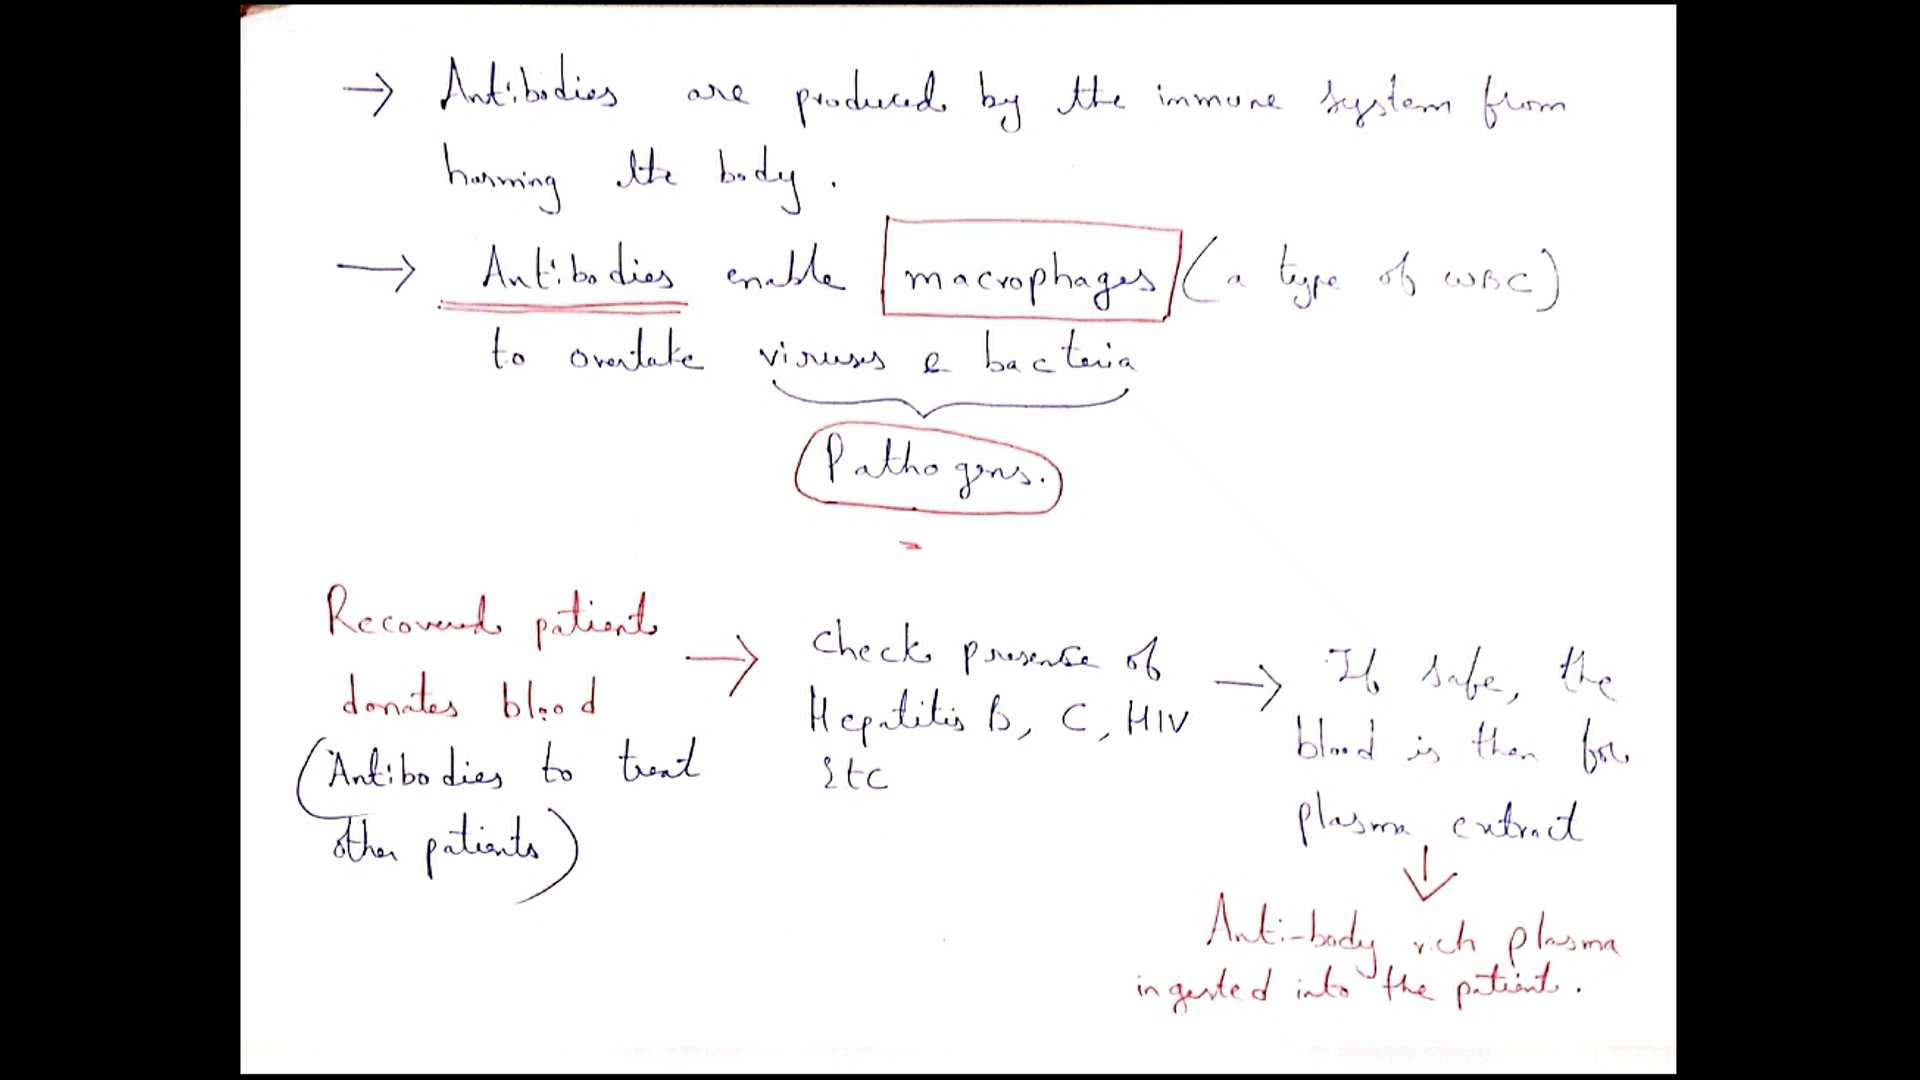 → Antibodies are produced by the immune system from
harming the body.
→ Antibodies enable macrophages (a type of WBC)
to overtake viruses & bacteria
Pathogens.
Recovered patient
donates blood
(Antibodies to treat
other patients)
→
Check presence of
Hepatitis B, C, HIV
Etc
→
If safe, the
blood is then for
plasma extract
↓
Anti-body rich plasma
ingested into the patient.